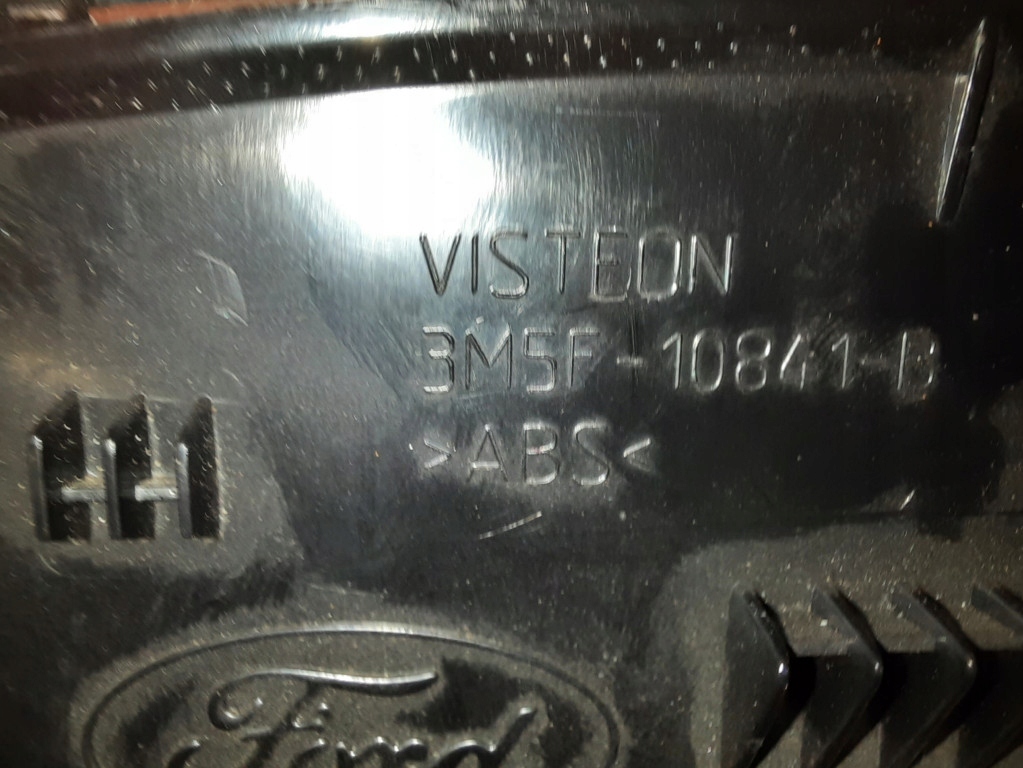 VISTEON
3M5F-10841-B
>ABS<
Ford